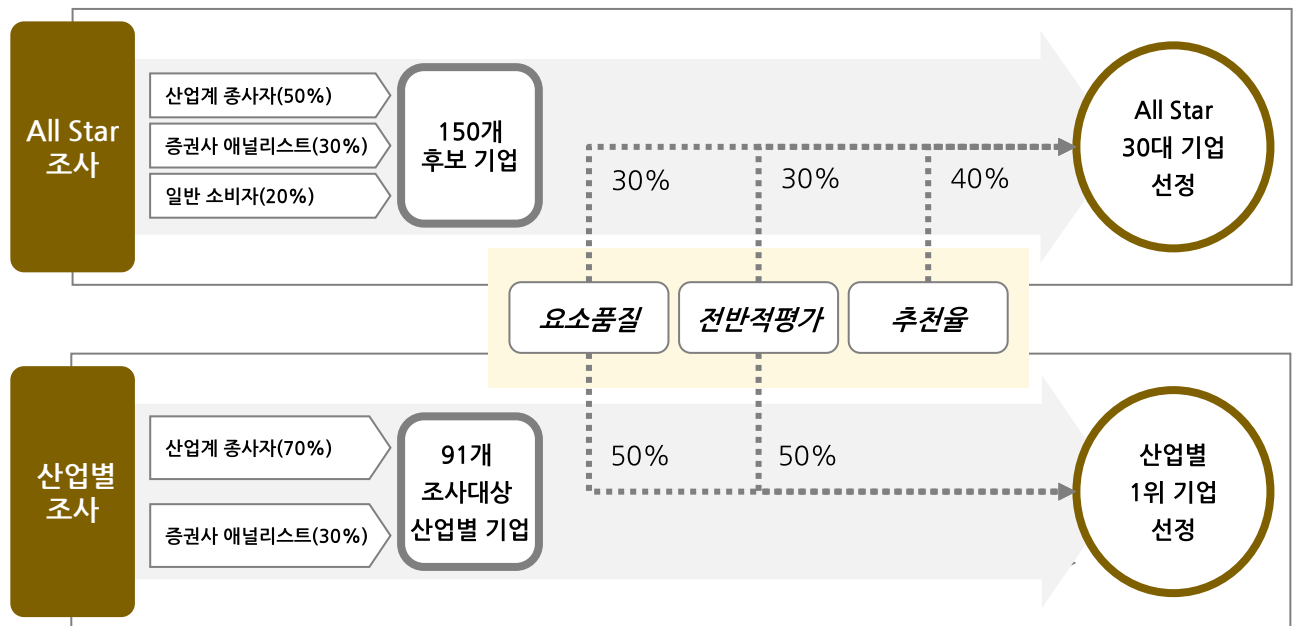 All Star
조사
산업계 종사자(50%)
증권사 애널리스트(30%)
일반 소비자(20%)
150개
후보 기업
30%
30%
40%
All Star
30대 기업
선정
요소품질
전반적평가
추천율
산업별
조사
산업계 종사자(70%)
증권사 애널리스트(30%)
91개
조사대상
산업별 기업
50%
50%
산업별
1위 기업
선정